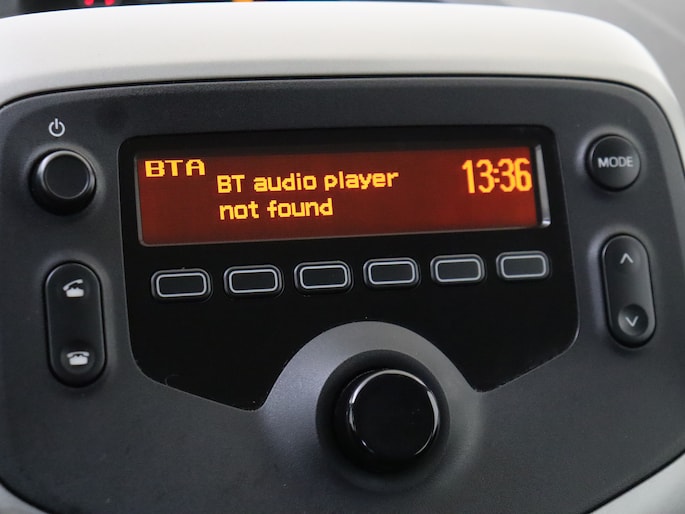 BTA
BT audio player
not found
13:36
MODE